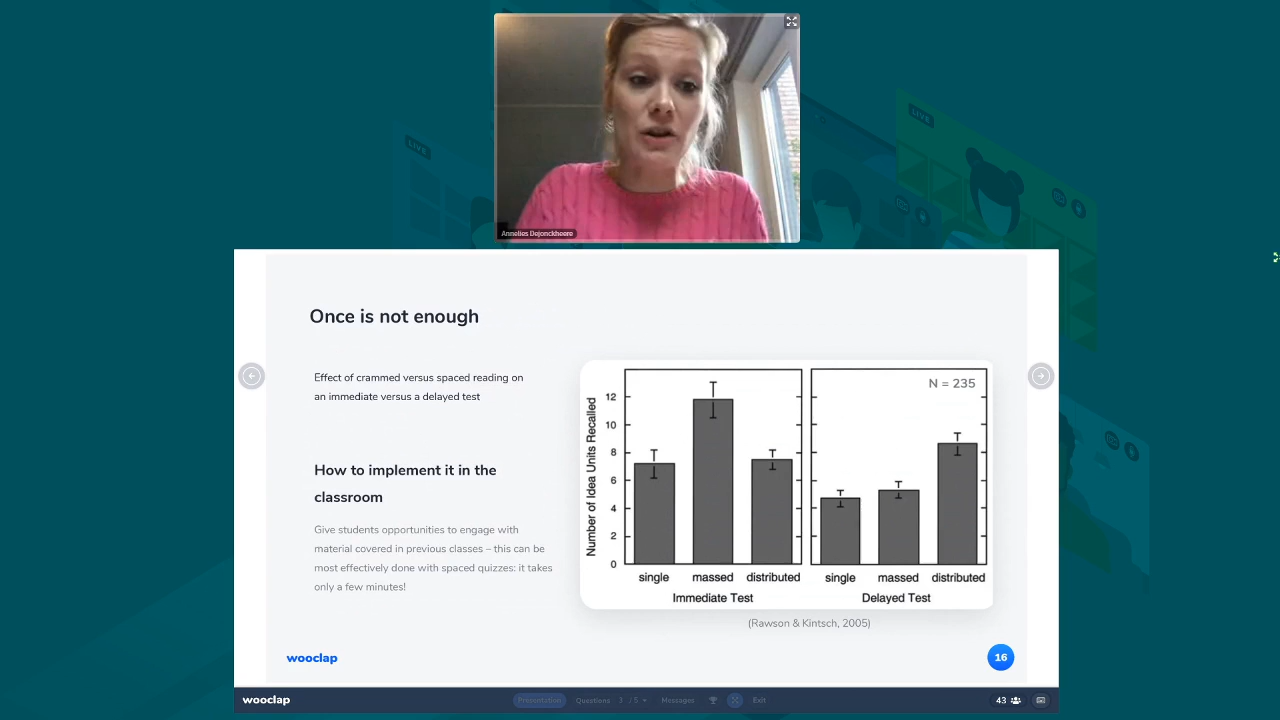 LIVE
LIVE
Annelies Dejonckheere
Once is not enough
Effect of crammed versus spaced reading on
an immediate versus a delayed test
How to implement it in the
classroom
Give students opportunities to engage with
material covered in previous classes – this can be
most effectively done with spaced quizzes: it takes
only a few minutes!
N = 235
Number of Idea Units Recalled
12
10
8
6
4
2
0
single massed distributed
Immediate Test
single massed distributed
Delayed Test
(Rawson & Kintsch, 2005)
wooclap
16
wooclap
Presentation Questions 3 / 5 Messages Exit
43